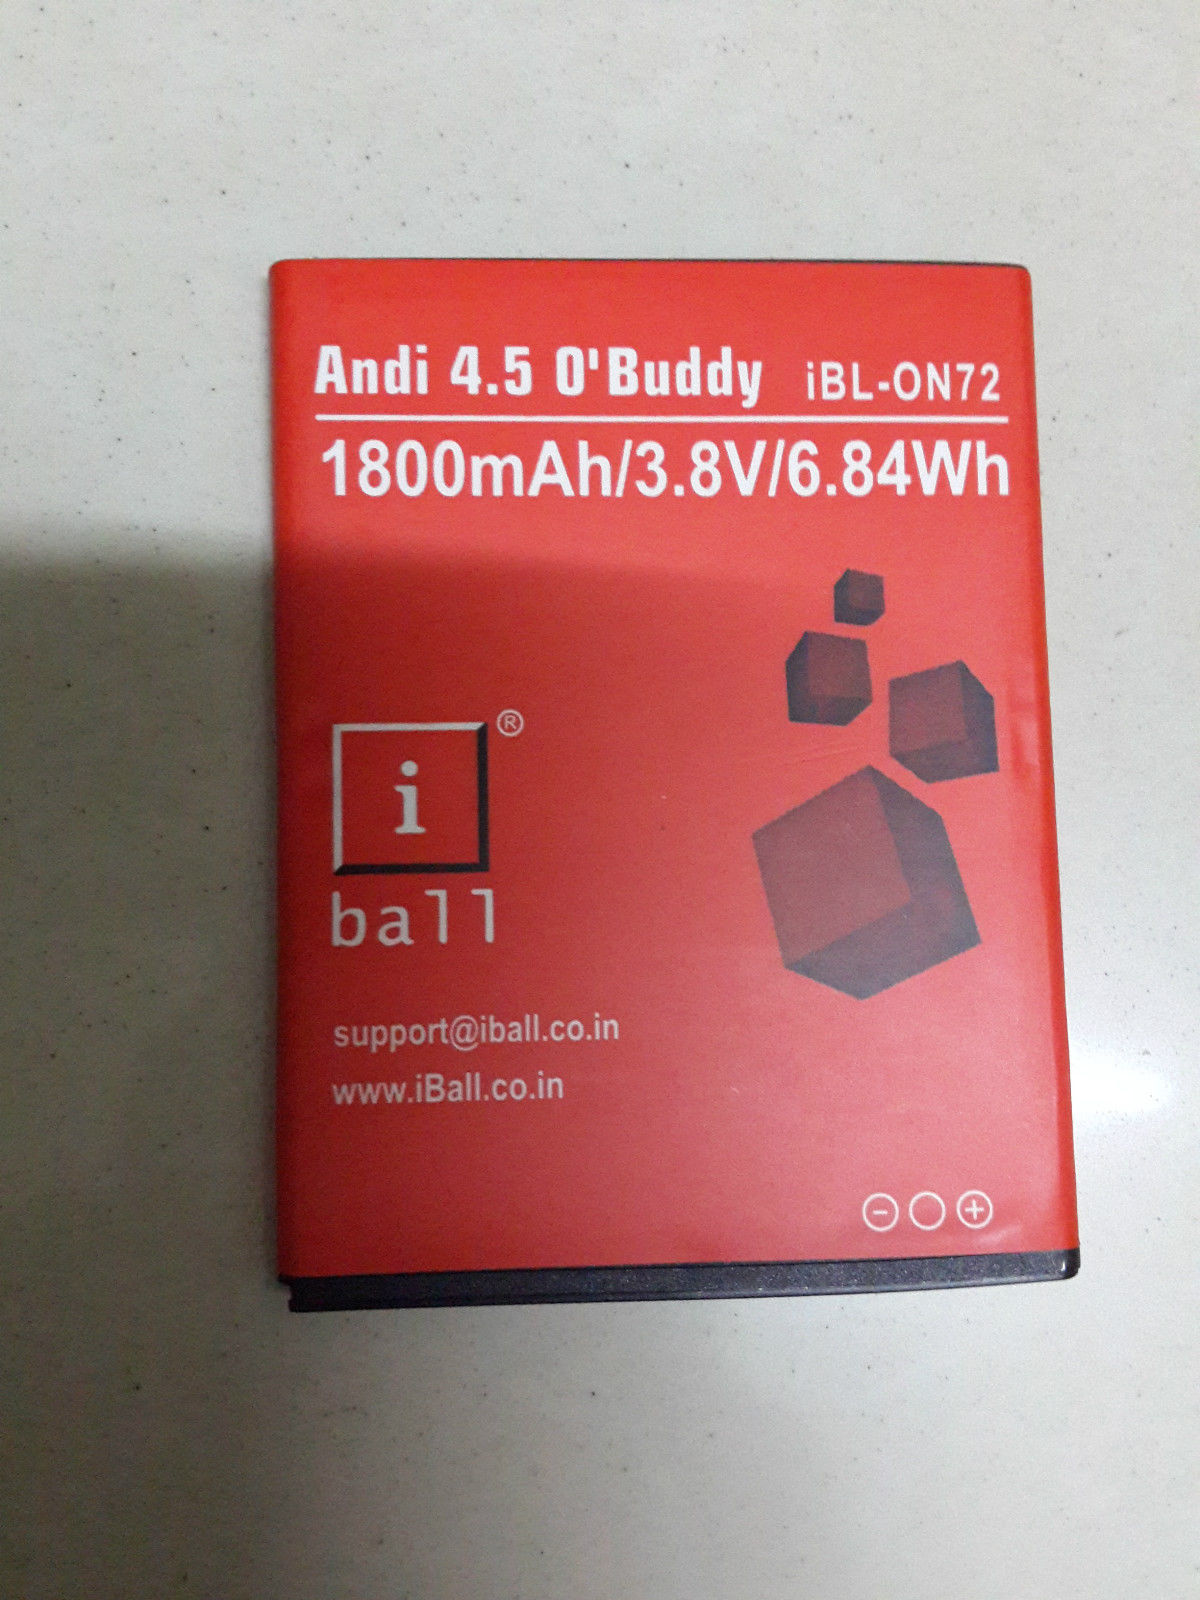 Andi 4.5 O'Buddy iBL-ON72
1800mAh/3.8V/6.84Wh
i ®
ball
support@iball.co.in
www.iBall.co.in
- +